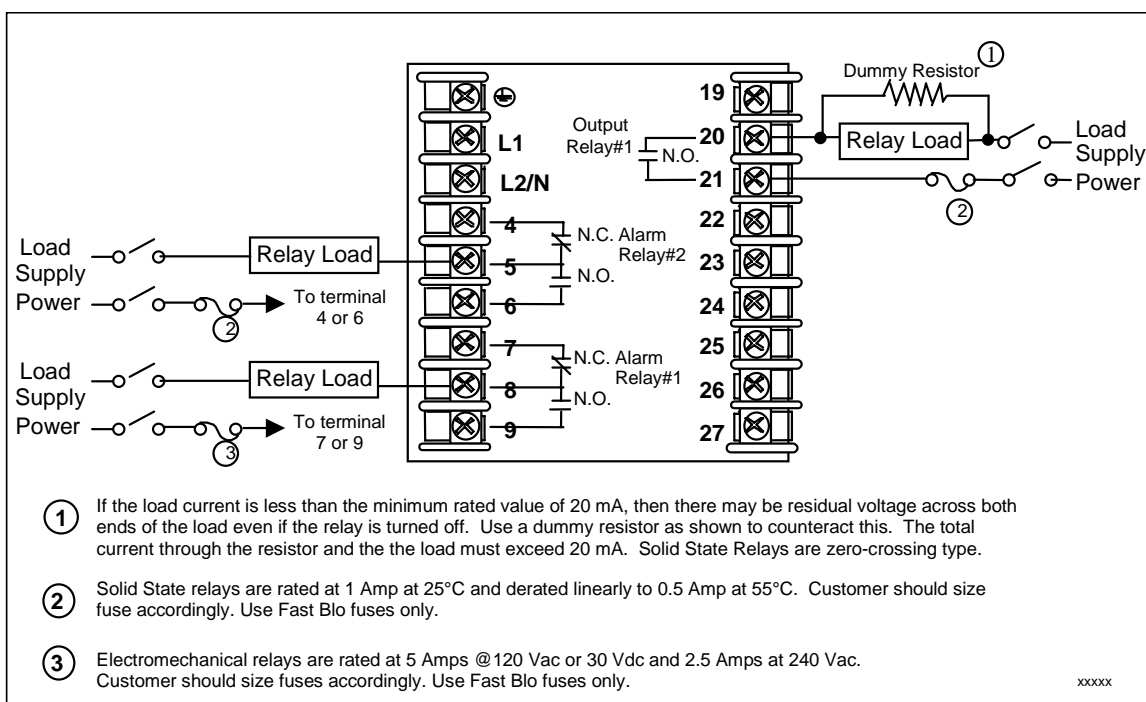 1
Dummy Resistor
19
L1
Output
Relay#1
N.O.
20
Relay Load
Load
Supply
Power
L2/N
21
2
4
N.C. Alarm
Relay#2
22
Load
Supply
Power
Relay Load
5
N.O.
23
To terminal
4 or 6
2
6
24
7
N.C. Alarm
Relay#1
25
Load
Supply
Power
Relay Load
8
N.O.
26
To terminal
7 or 9
3
9
27
1 If the load current is less than the minimum rated value of 20 mA, then there may be residual voltage across both
ends of the load even if the relay is turned off. Use a dummy resistor as shown to counteract this. The total
current through the resistor and the the load must exceed 20 mA. Solid State Relays are zero-crossing type.
2 Solid State relays are rated at 1 Amp at 25°C and derated linearly to 0.5 Amp at 55°C. Customer should size
fuse accordingly. Use Fast Blo fuses only.
3 Electromechanical relays are rated at 5 Amps @120 Vac or 30 Vdc and 2.5 Amps at 240 Vac.
Customer should size fuses accordingly. Use Fast Blo fuses only.
xxxxx